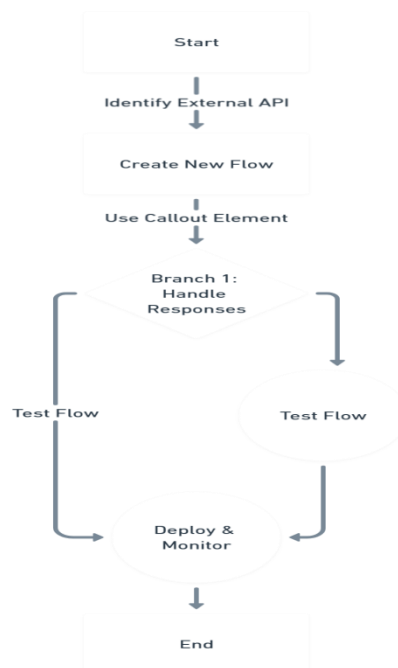 Start
Identify External API
Create New Flow
Use Callout Element
Branch 1:
Handle
Responses
Test Flow
Test Flow
Deploy &
Monitor
End